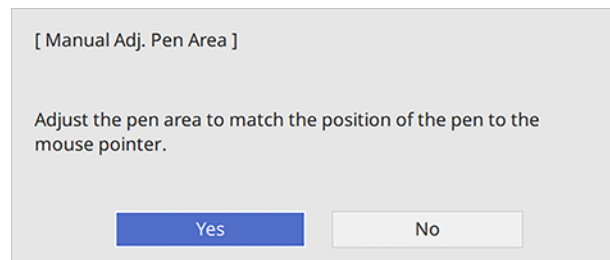 [ Manual Adj. Pen Area ]
Adjust the pen area to match the position of the pen to the
mouse pointer.
Yes
No